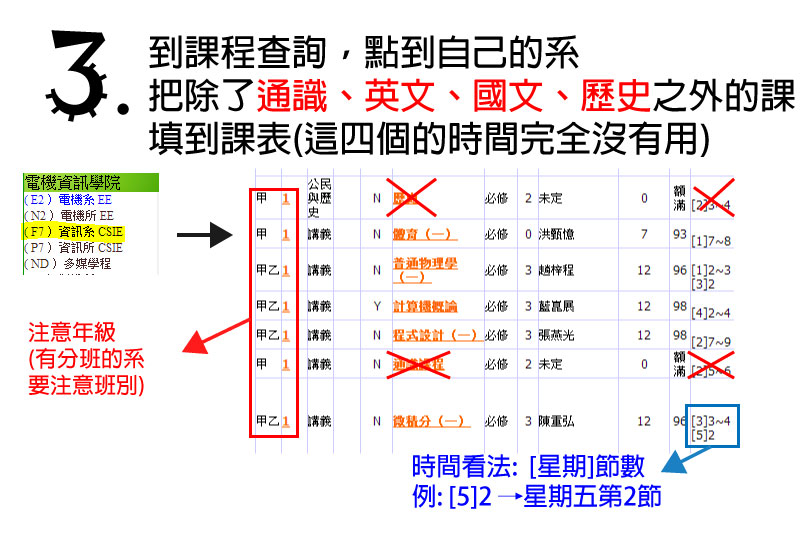 3.
到課程查詢，點到自己的系
把除了通識、英文、國文、歷史之外的課
填到課表(這四個的時間完全沒有用)
電機資訊學院
(E2) 電機系 EE
(N2) 電機所 EE
(F7) 資訊系 CSIE
(P7) 資訊所 CSIE
(ND) 多媒學程
甲 1 公民與歷史 N 歷史 必修 2 未定 0 額滿 [2]3~4
甲 1 講義 N 體育（一） 必修 0 洪甄憶 7 93 [1]7~8
甲乙 1 講義 N 普通物理學（一） 必修 3 趙梓程 12 96 [1]2~3 [3]2
甲乙 1 講義 Y 計算機概論 必修 3 藍崑展 12 98 [4]2~4
甲乙 1 講義 N 程式設計（一） 必修 3 張燕光 12 98 [2]7~9
甲 1 講義 N 通識課程 必修 2 未定 0 額滿 [2]5~6
甲乙 1 講義 N 微積分（一） 必修 3 陳重弘 12 96 [3]3~4 [5]2
注意年級
(有分班的系
要注意班別)
時間看法: [星期]節數
例: [5]2 →星期五第2節